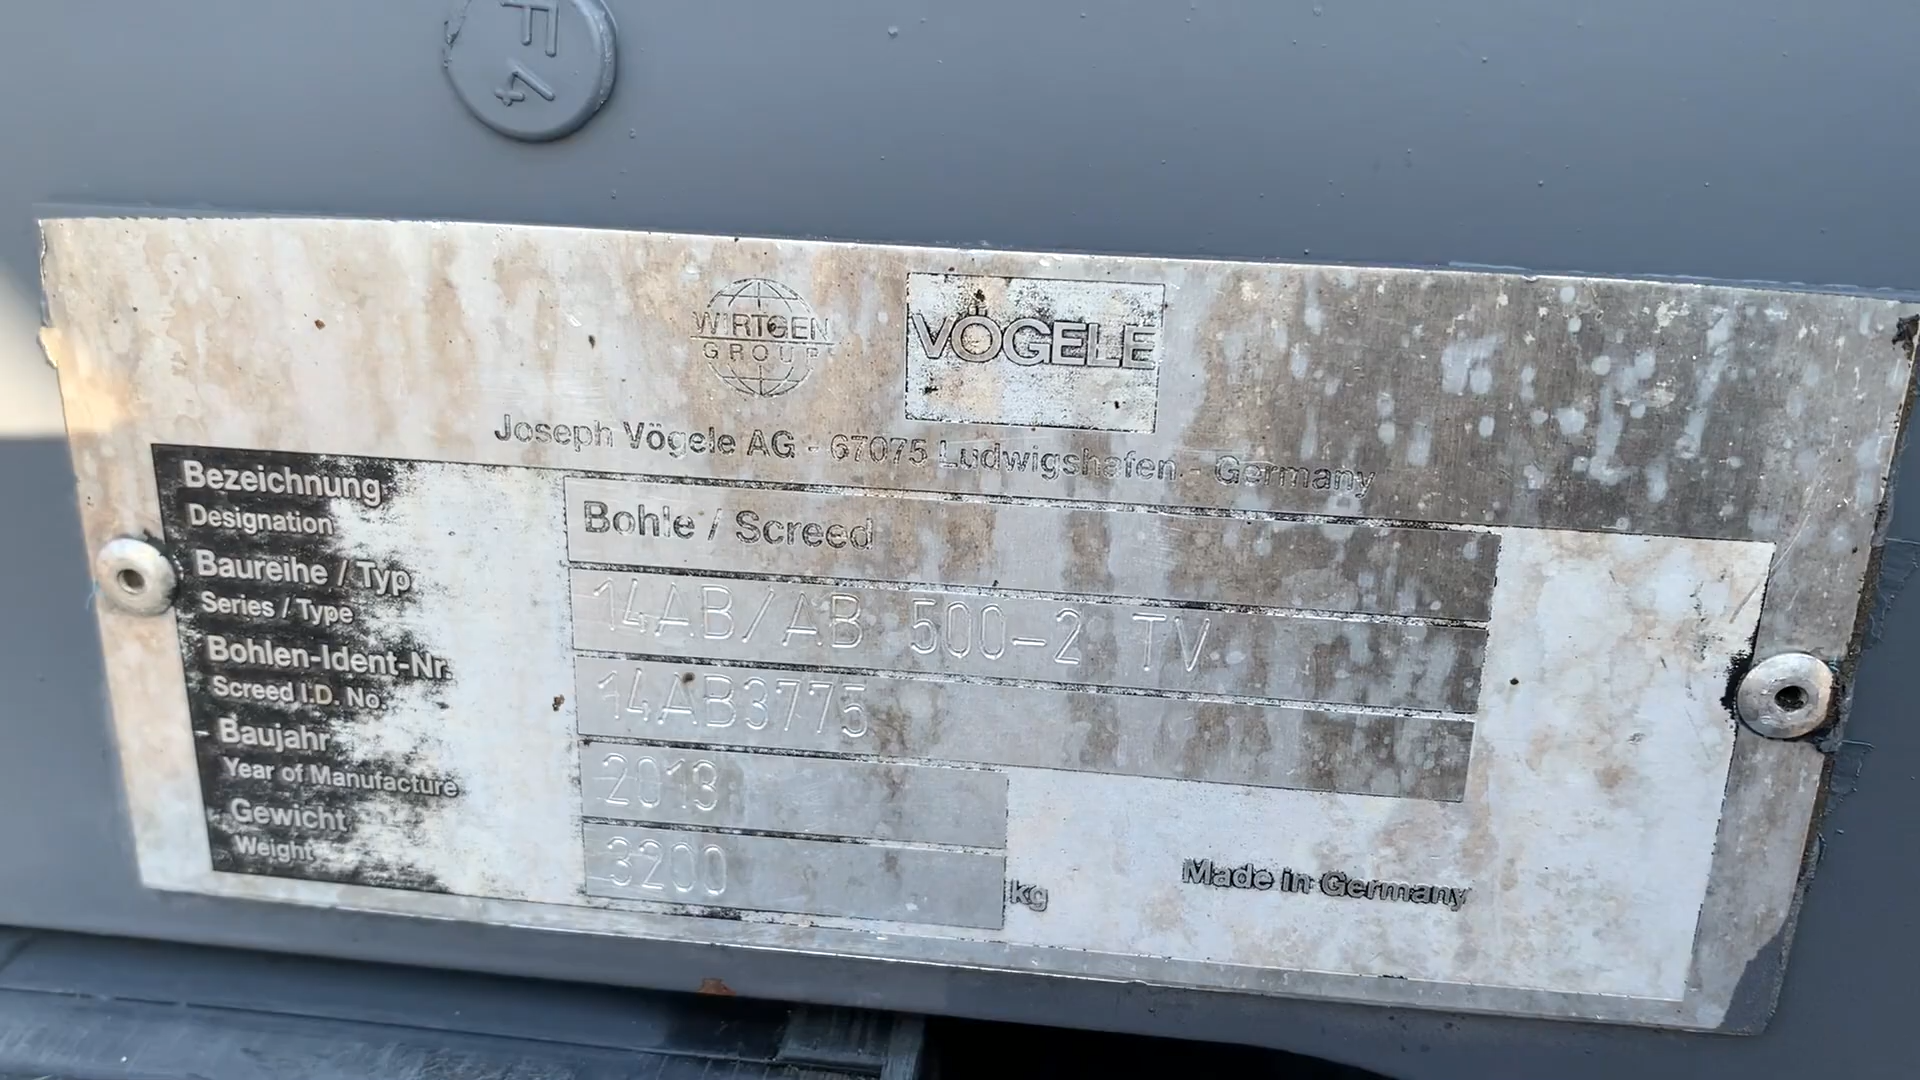 F4
WIRTGEN
GROUP
VÖGELE
Joseph Vögele AG - 67075 Ludwigshafen - Germany
Bezeichnung
Designation
Bohle / Screed
Baureihe / Typ
Series / Type
14AB/AB 500-2 TV
Bohlen-Ident-Nr.
Screed I.D. No.
14AB3775
Baujahr
Year of Manufacture
2013
Gewicht
Weight
3200 kg
Made in Germany